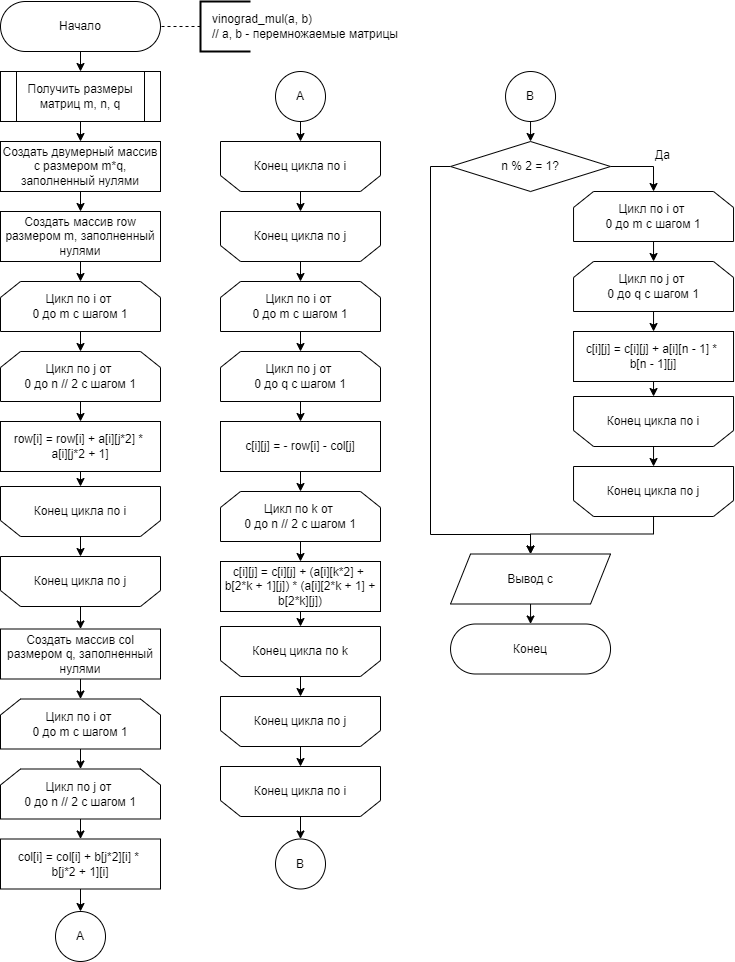 Начало
vinograd_mul(a, b)
// a, b - перемножаемые матрицы
Получить размеры
матриц m, n, q
Создать двумерный массив
с размером m*q,
заполненный нулями
Создать массив row
размером m, заполненный
нулями
Цикл по i от
0 до m с шагом 1
Цикл по j от
0 до n // 2 с шагом 1
row[i] = row[i] + a[i][j*2] *
a[i][j*2 + 1]
Конец цикла по i
Конец цикла по j
Создать массив col
размером q, заполненный
нулями
Цикл по i от
0 до m с шагом 1
Цикл по j от
0 до n // 2 с шагом 1
col[i] = col[i] + b[j*2][i] *
b[j*2 + 1][i]
А
А
Конец цикла по i
Конец цикла по j
Цикл по i от
0 до m с шагом 1
Цикл по j от
0 до q с шагом 1
c[i][j] = - row[i] - col[j]
Цикл по k от
0 до n // 2 с шагом 1
c[i][j] = c[i][j] + (a[i][k*2] +
b[2*k + 1][j]) * (a[i][2*k + 1] +
b[2*k][j])
Конец цикла по k
Конец цикла по j
Конец цикла по i
В
В
n % 2 = 1?
Да
Цикл по i от
0 до m с шагом 1
Цикл по j от
0 до q с шагом 1
c[i][j] = c[i][j] + a[i][n - 1] *
b[n - 1][j]
Конец цикла по i
Конец цикла по j
Вывод с
Конец